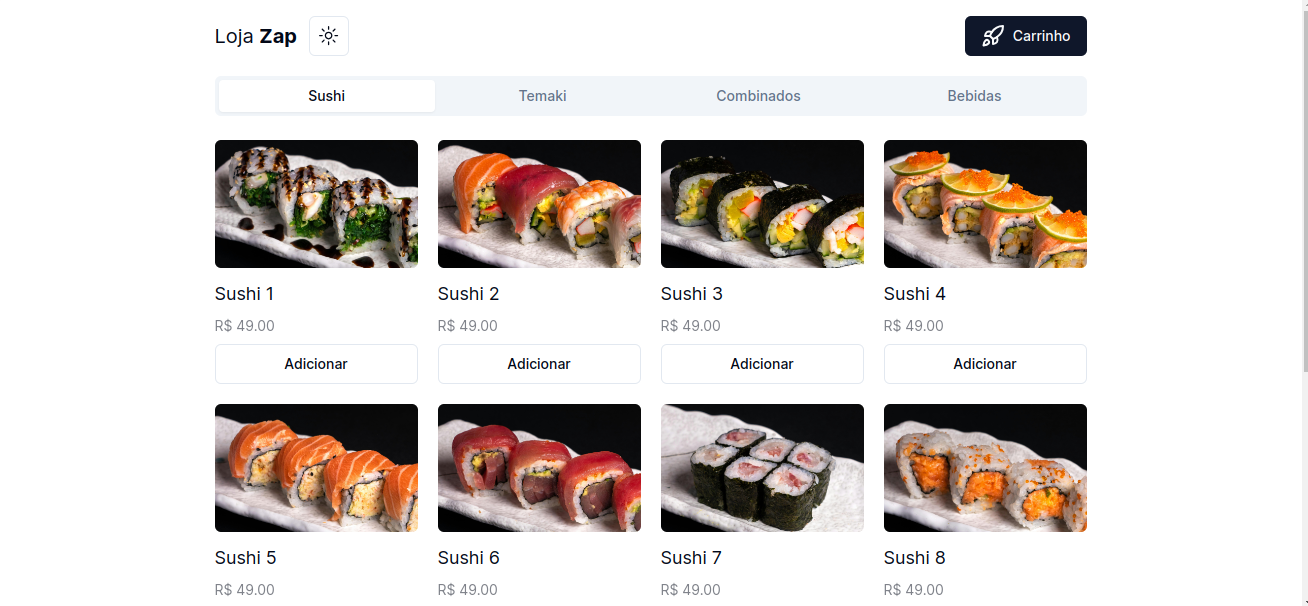 Loja Zap
Carrinho
Sushi
Temaki
Combinados
Bebidas
Sushi 1
Sushi 2
Sushi 3
Sushi 4
R$ 49.00
R$ 49.00
R$ 49.00
R$ 49.00
Adicionar
Adicionar
Adicionar
Adicionar
Sushi 5
Sushi 6
Sushi 7
Sushi 8
R$ 49.00
R$ 49.00
R$ 49.00
R$ 49.00